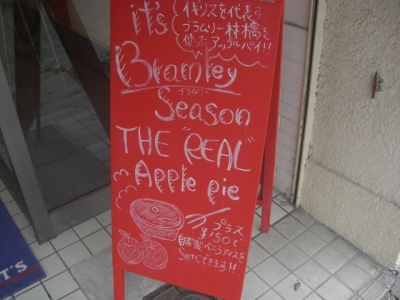 it's
イギリスを代表する
ブラムリー林檎を
使ったアップルパイ!!
Bramley
ブラムリー
Season
THE "REAL"
Apple pie
プラス
¥150で
自家製バニラアイスを
Setできまする!!
T'S